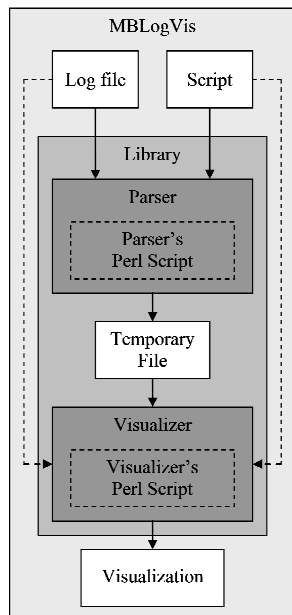 MBLogVis
Log file
Script
Library
Parser
Parser's
Perl Script
Temporary
File
Visualizer
Visualizer's
Perl Script
Visualization